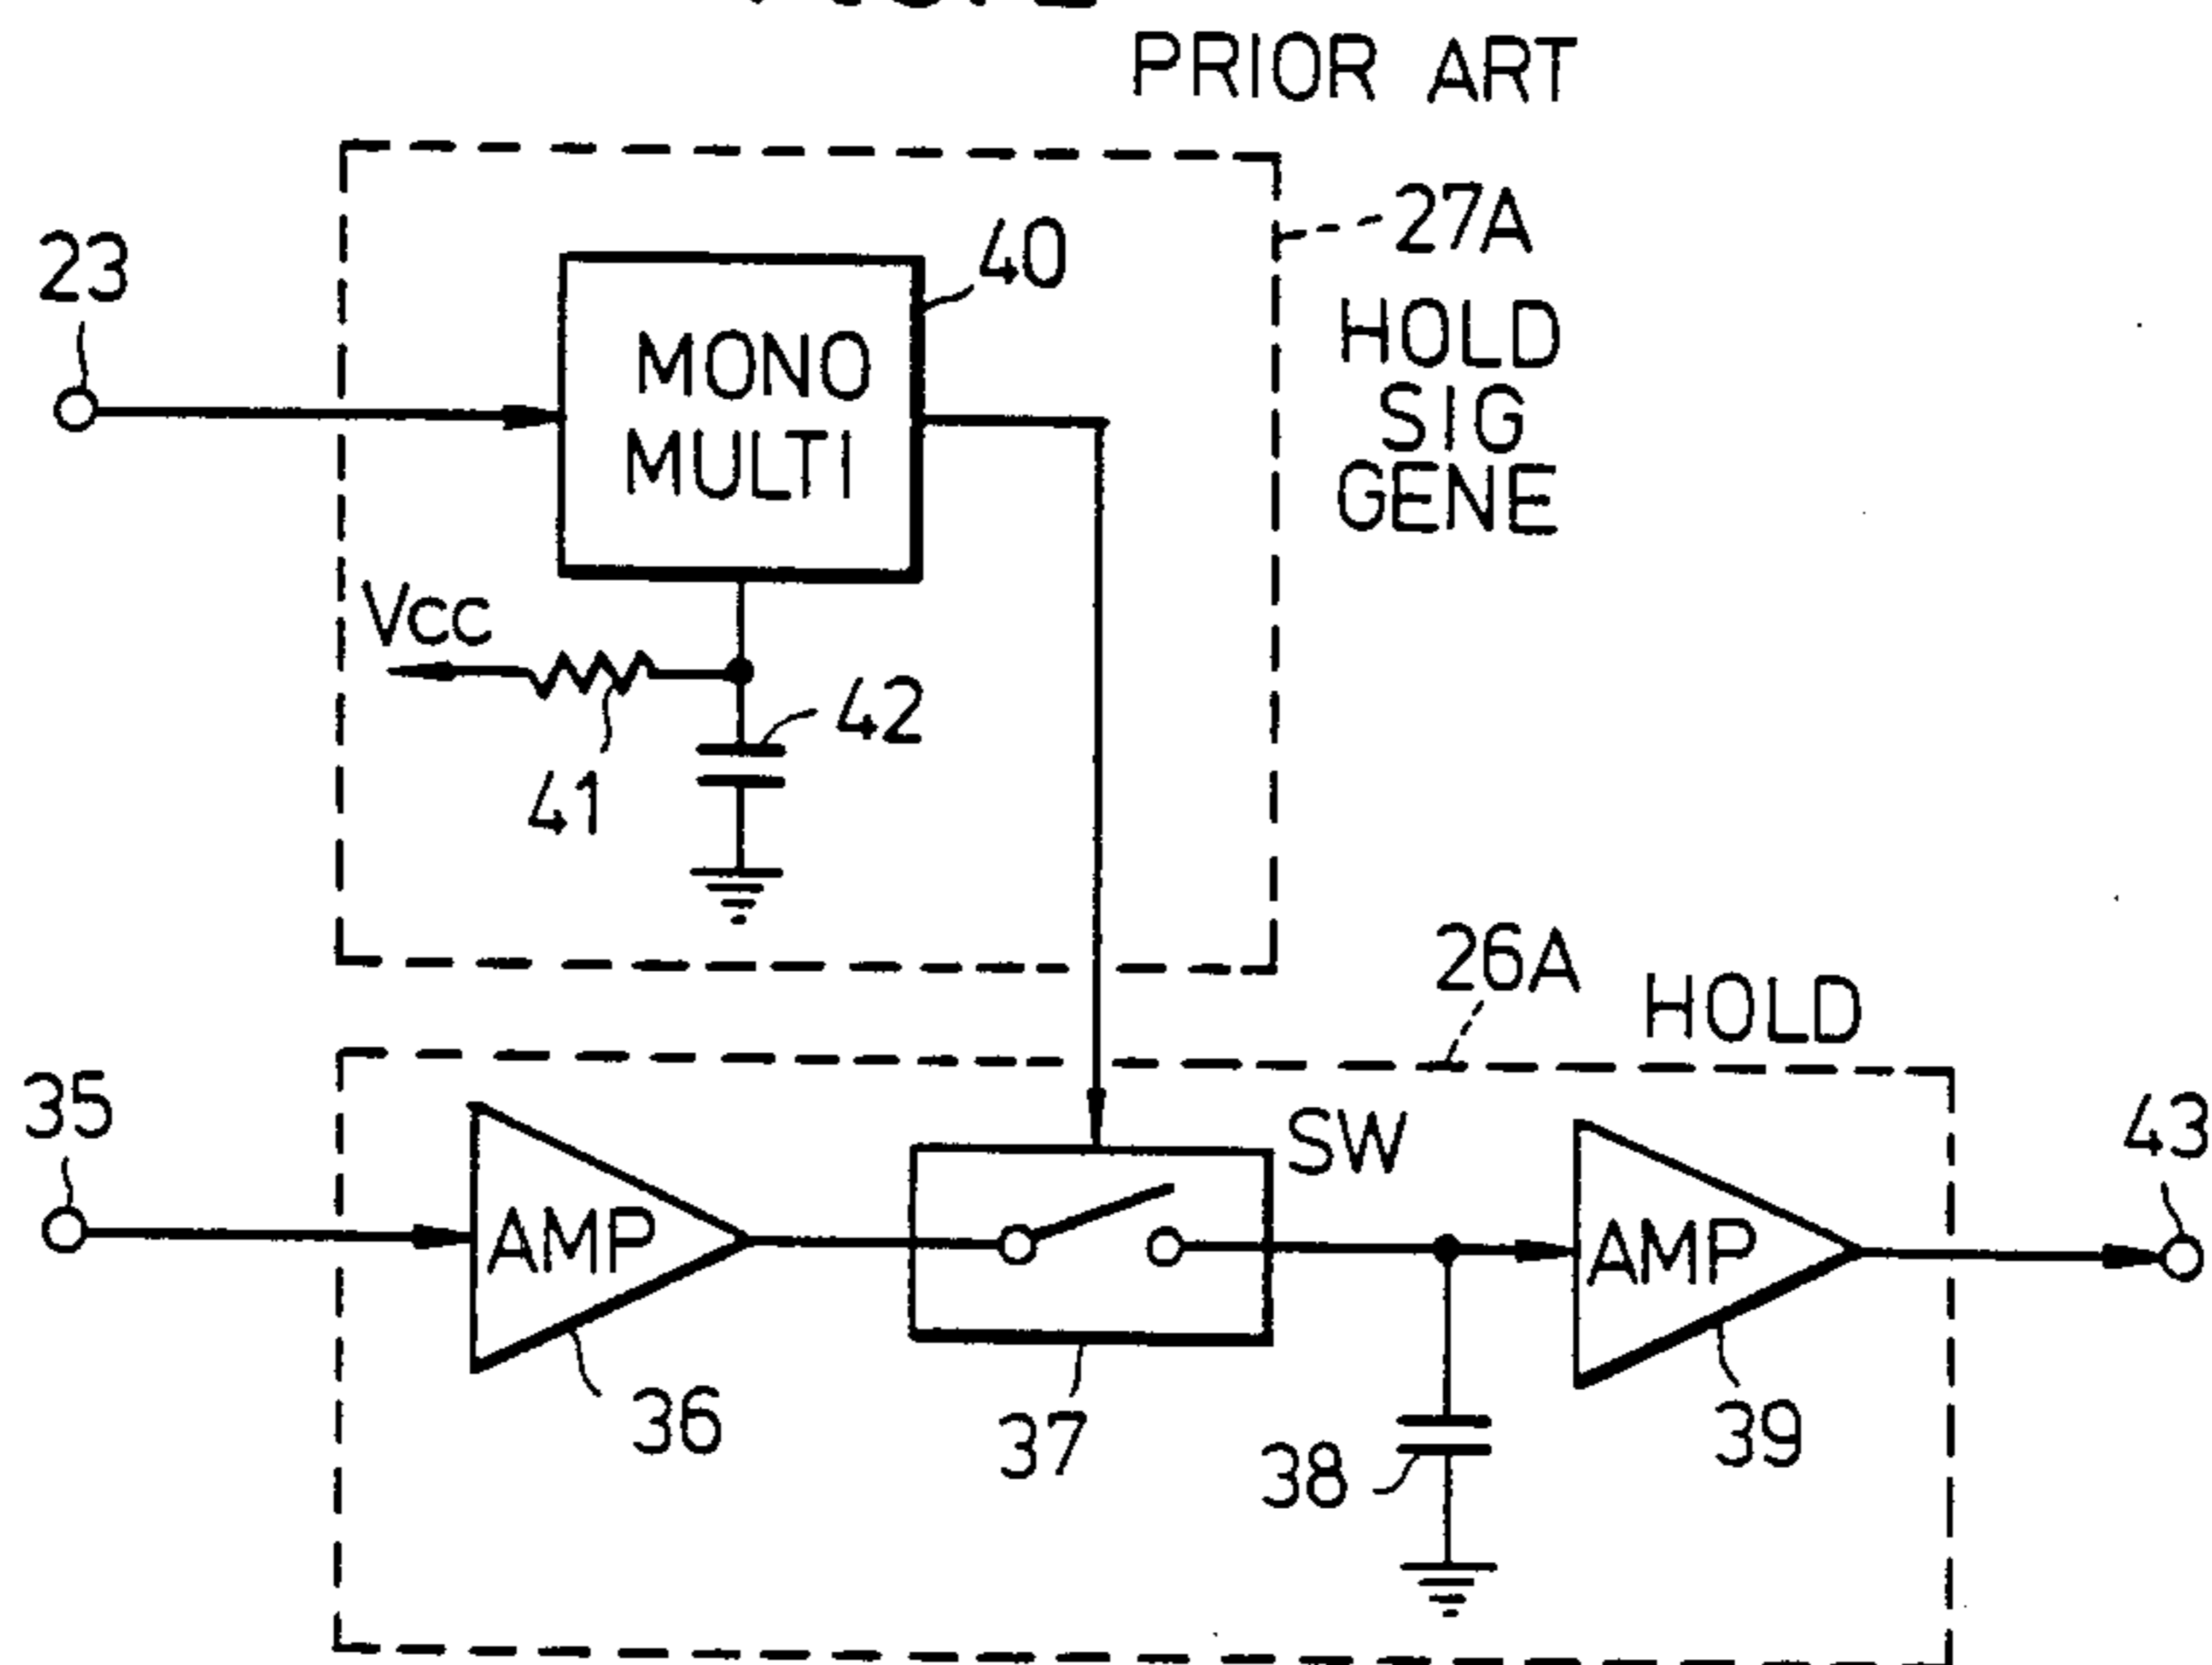 PRIOR ART
27A
23
40
HOLD
SIG
GENE
MONO
MULTI
Vcc
42
41
26A
HOLD
35
SW
43
AMP
AMP
36
37
38
39